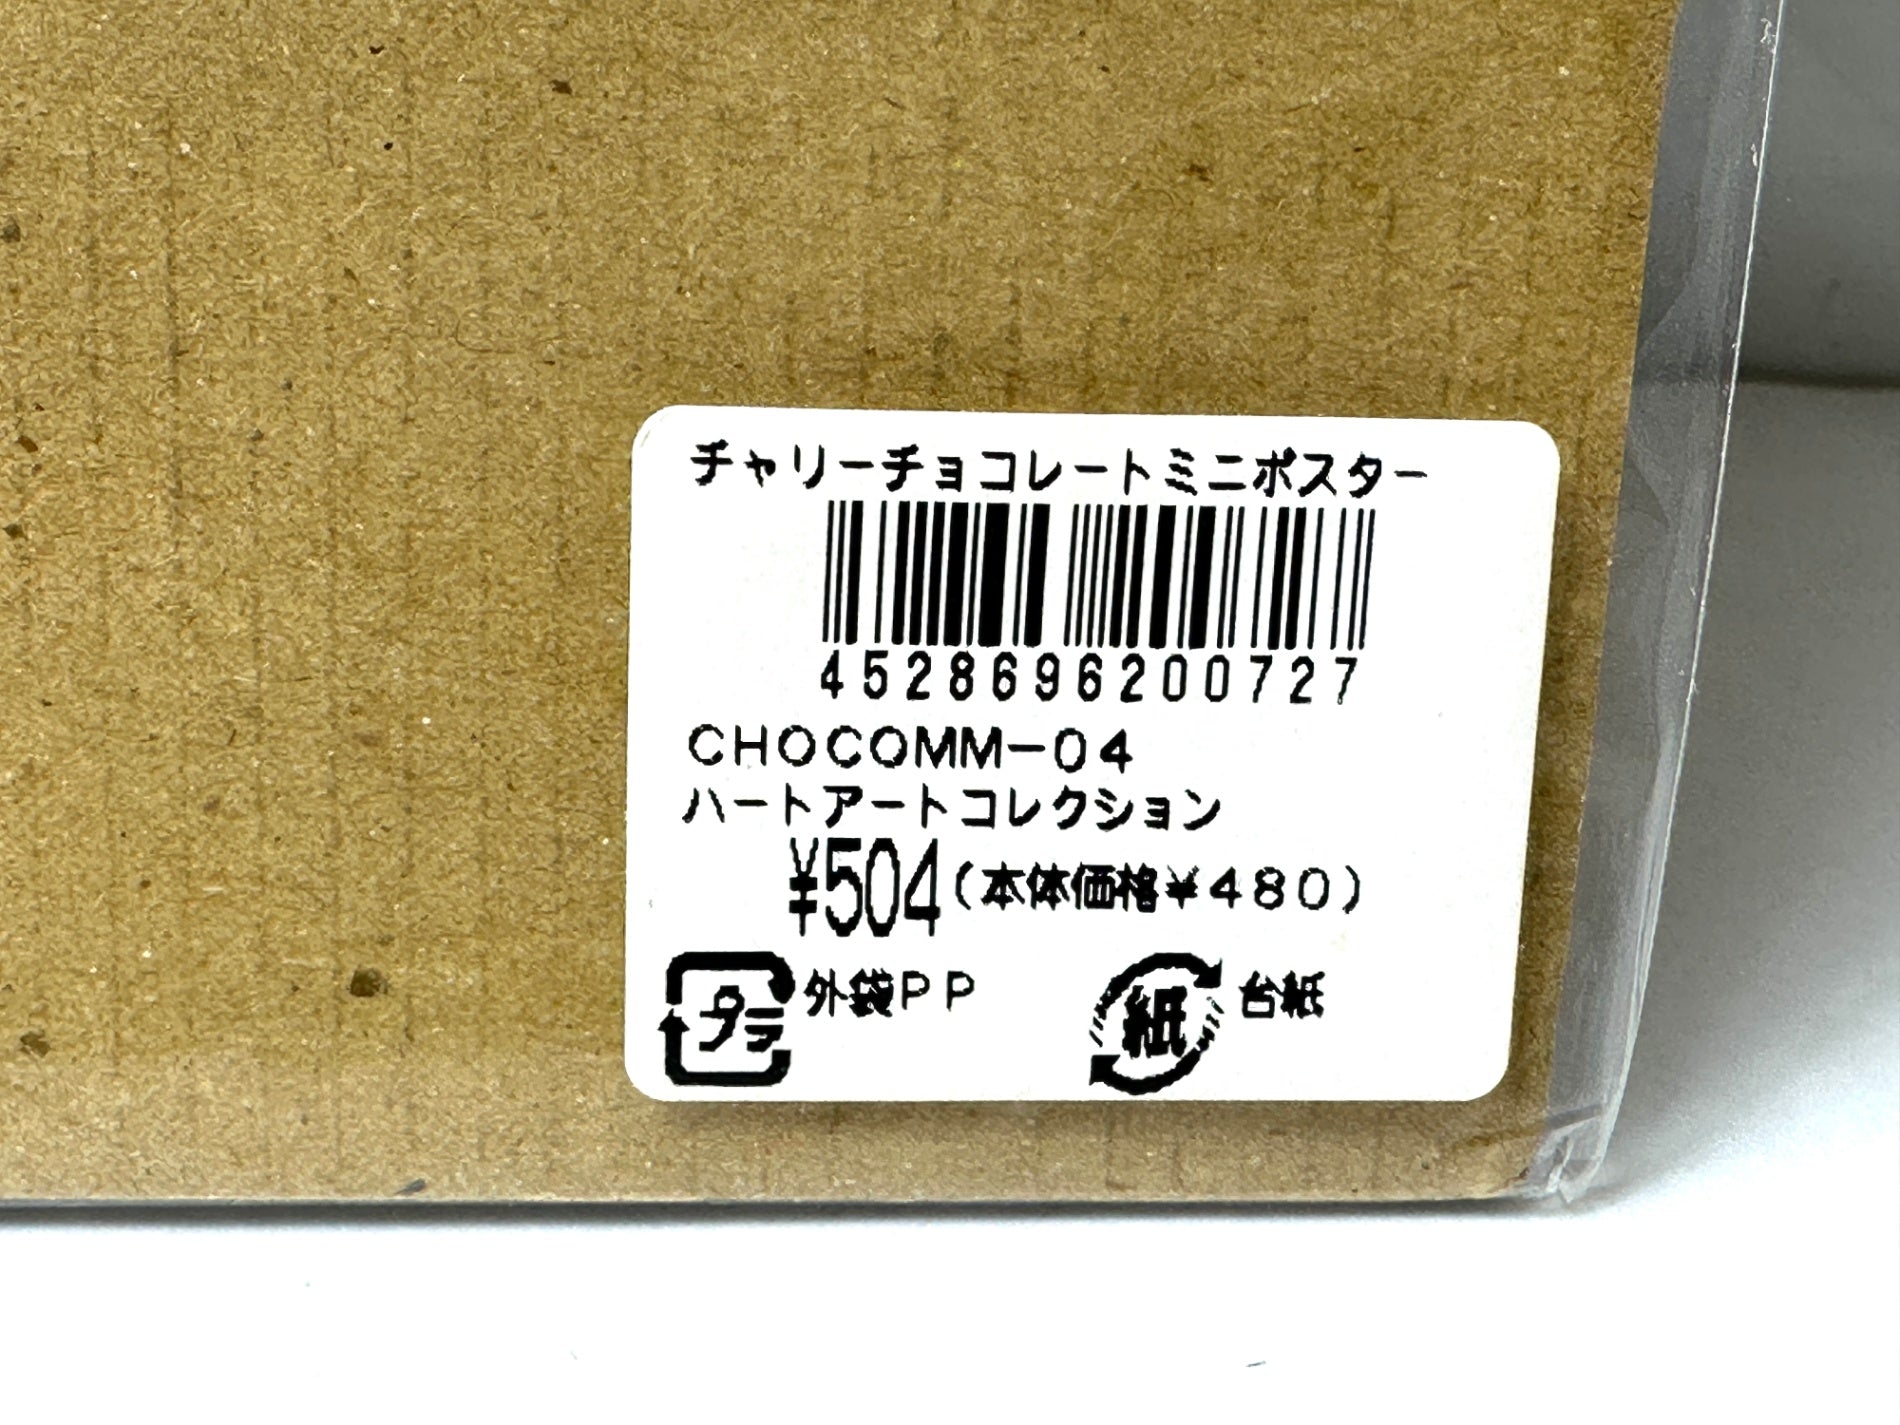 チャーリーチョコレートミニポスター
4528696200727
CHOCOMM-04
ハートアートコレクション
¥504(本体価格¥480)
プラ 外袋PP 紙 台紙